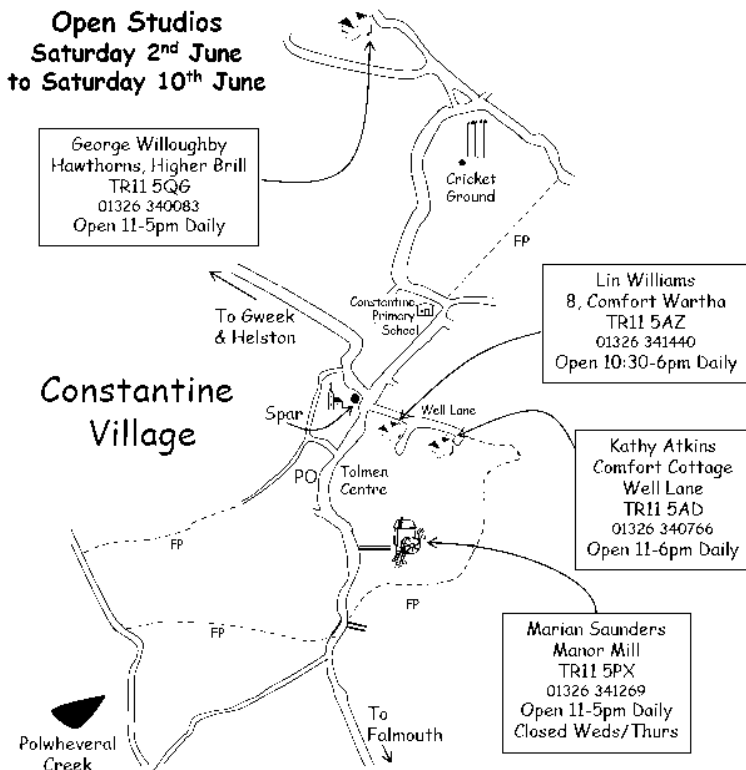 Open Studios
Saturday 2nd June
to Saturday 10th June
George Willoughby
Hawthorns, Higher Brill
TR11 5QG
01326 340083
Open 11-5pm Daily
Cricket
Ground
FP
To Gweek
& Helston
Constantine
Primary
School
Lin Williams
8, Comfort Wartha
TR11 5AZ
01326 341440
Open 10:30-6pm Daily
Constantine
Village
Spar
Well Lane
PO
Tolmen
Centre
Kathy Atkins
Comfort Cottage
Well Lane
TR11 5AD
01326 340766
Open 11-6pm Daily
FP
FP
FP
Marian Saunders
Manor Mill
TR11 5PX
01326 341269
Open 11-5pm Daily
Closed Weds/Thurs
To
Falmouth
Polwheveral
Creek